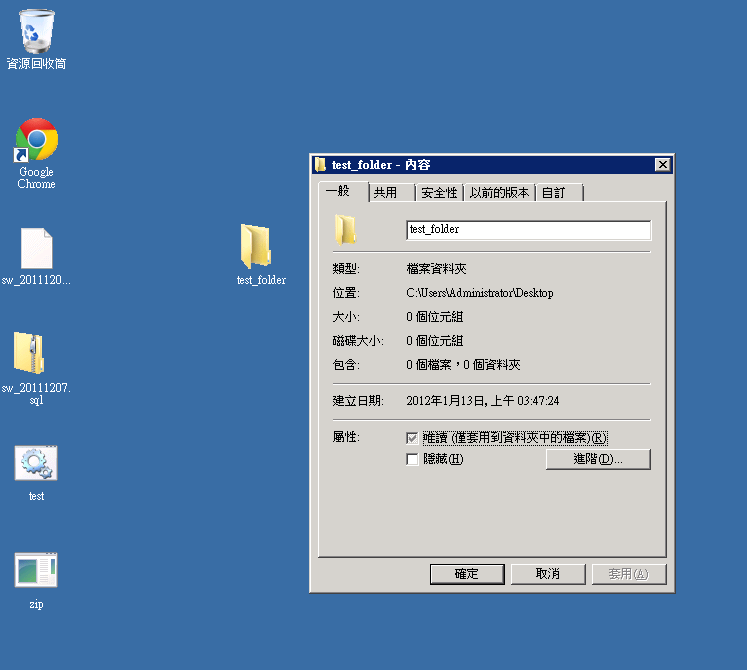 資源回收筒
Google
Chrome
sw_2011120...
sw_20111207.
sql
test
zip
test_folder
test_folder - 內容
一般
共用
安全性
以前的版本
自訂
test_folder
類型:
檔案資料夾
位置:
C:\Users\Administrator\Desktop
大小:
0 個位元組
磁碟大小:
0 個位元組
包含:
0 個檔案，0 個資料夾
建立日期:
2012年1月13日, 上午 03:47:24
屬性:
唯讀 (僅套用到資料夾中的檔案)(R)
隱藏(H)
進階(D)...
確定
取消
套用(A)